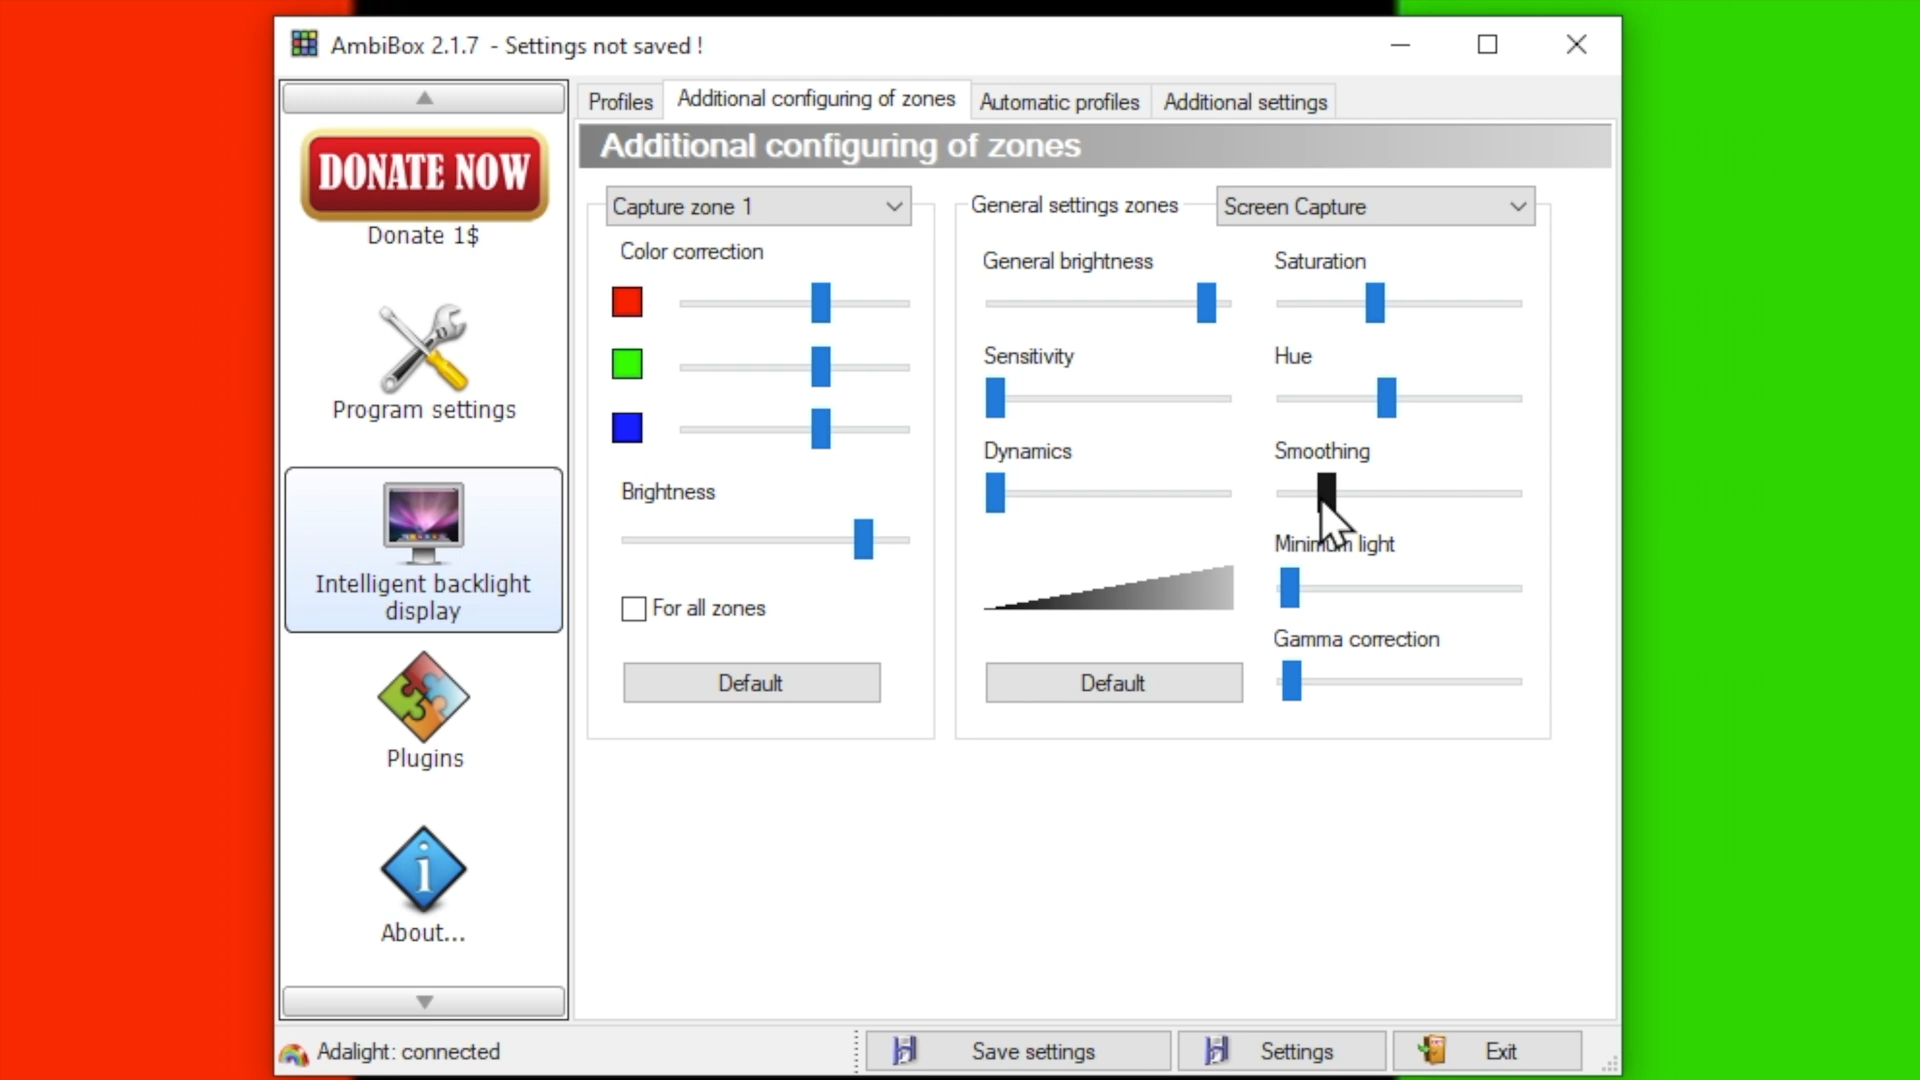 AmbiBox 2.1.7 - Settings not saved !
Profiles
Additional configuring of zones
Automatic profiles
Additional settings
DONATE NOW
Donate 1$
Program settings
Intelligent backlight
display
Plugins
About...
Additional configuring of zones
Capture zone 1
Color correction
Brightness
For all zones
Default
General settings zones
Screen Capture
General brightness
Saturation
Sensitivity
Hue
Dynamics
Smoothing
Minimum light
Gamma correction
Default
Adalight: connected
Save settings
Settings
Exit